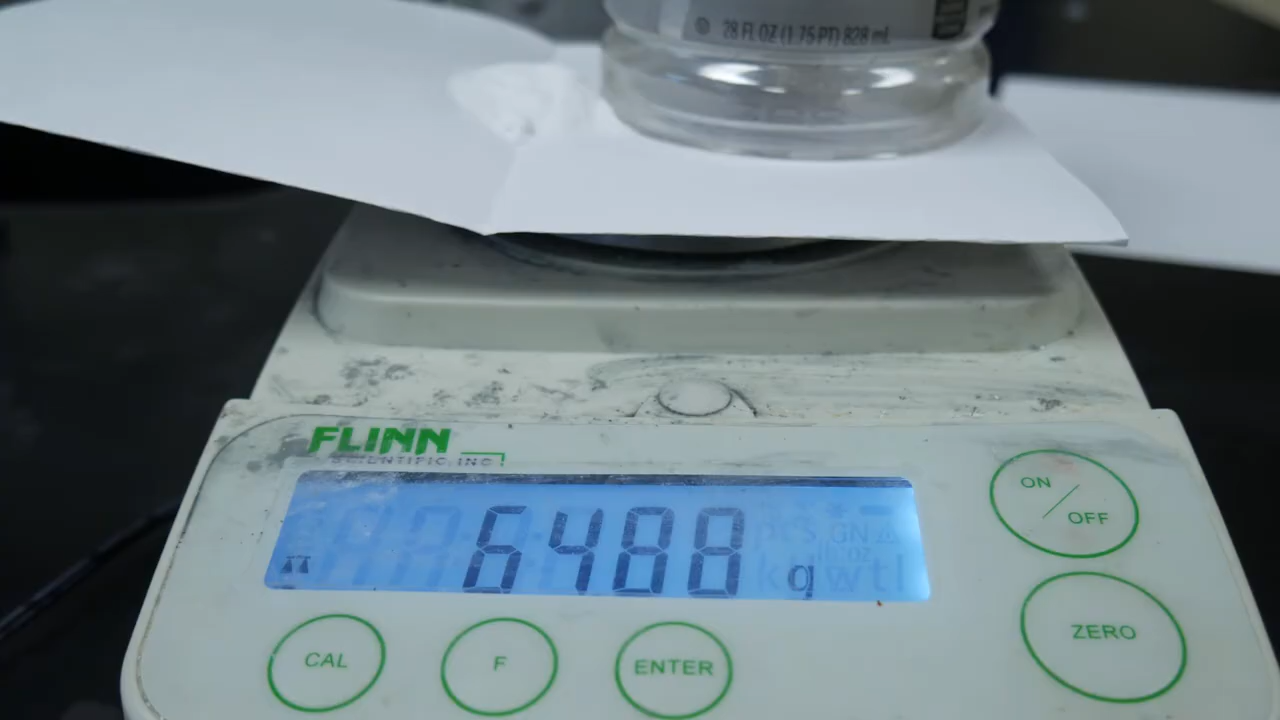 28 FL OZ (1.75 PT) 828 mL
FLINN
SCIENTIFIC, INC.
6488 g
ON / OFF
CAL
F
ENTER
ZERO